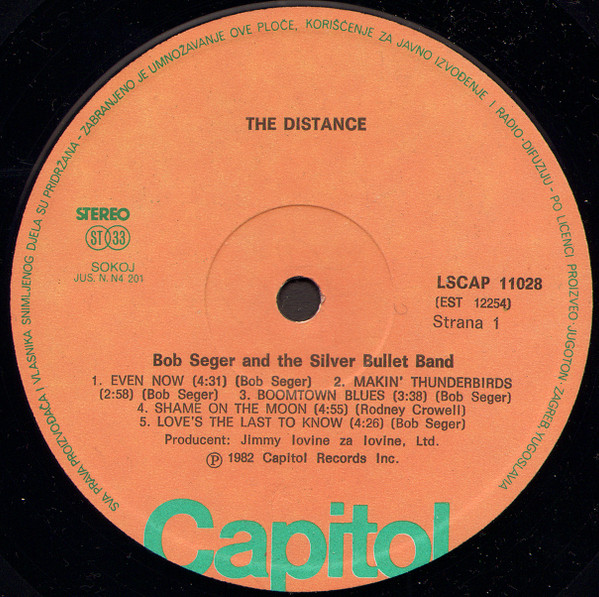 SVA PRAVA PROIZVOĐAČA I VLASNIKA SNIMLJENOG DJELA SU PRIDRŽANA - ZABRANJENO JE UMNOŽAVANJE OVE PLOČE, KORIŠČENJE ZA JAVNO IZVOĐENJE I RADIO-DIFUZIJU - PO LICENCI PROIZVEO JUGOTON ZAGREB, YUGOSLAVIA
THE DISTANCE
STEREO
ST 33
SOKOJ
JUS. N. N4 201
LSCAP 11028
(EST 12254)
Strana 1
Bob Seger and the Silver Bullet Band
1. EVEN NOW (4:31) (Bob Seger) 2. MAKIN' THUNDERBIRDS
(2:58) (Bob Seger) 3. BOOMTOWN BLUES (3:38) (Bob Seger)
4. SHAME ON THE MOON (4:55) (Rodney Crowell)
5. LOVE'S THE LAST TO KNOW (4:26) (Bob Seger)
Producent: Jimmy Iovine za Iovine, Ltd.
Ⓟ 1982 Capitol Records Inc.
Capitol